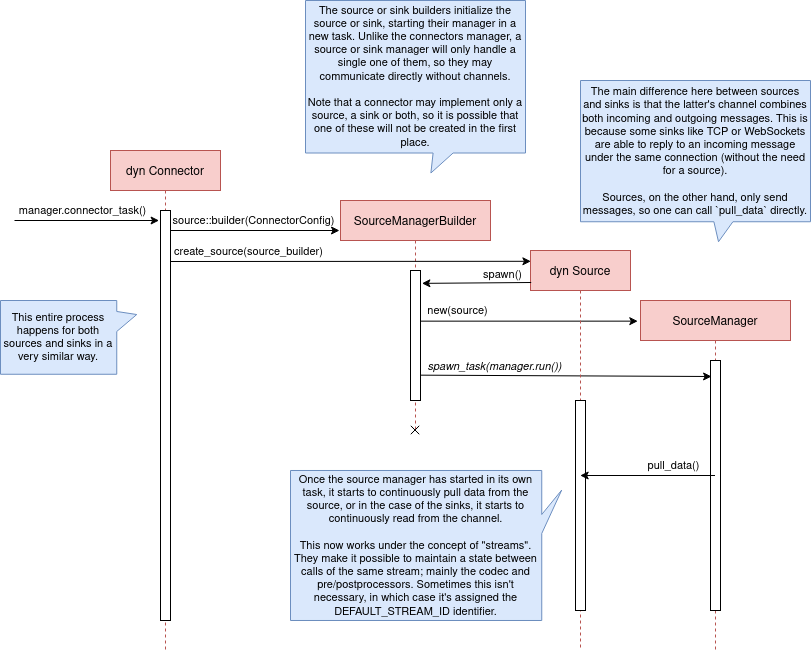 The source or sink builders initialize the
source or sink, starting their manager in a
new task. Unlike the connectors manager, a
source or sink manager will only handle a
single one of them, so they may
communicate directly without channels.
Note that a connector may implement only a
source, a sink or both, so it is possible that
one of these will not be created in the first
place.
The main difference here between sources
and sinks is that the latter's channel combines
both incoming and outgoing messages. This is
because some sinks like TCP or WebSockets
are able to reply to an incoming message
under the same connection (without the need
for a source).
Sources, on the other hand, only send
messages, so one can call `pull_data` directly.
dyn Connector
manager.connector_task()
source::builder(ConnectorConfig)
SourceManagerBuilder
create_source(source_builder)
dyn Source
spawn()
new(source)
SourceManager
This entire process
happens for both
sources and sinks in a
very similar way.
spawn_task(manager.run())
pull_data()
Once the source manager has started in its own
task, it starts to continuously pull data from the
source, or in the case of the sinks, it starts to
continuously read from the channel.
This now works under the concept of "streams".
They make it possible to maintain a state between
calls of the same stream; mainly the codec and
pre/postprocessors. Sometimes this isn't
necessary, in which case it's assigned the
DEFAULT_STREAM_ID identifier.